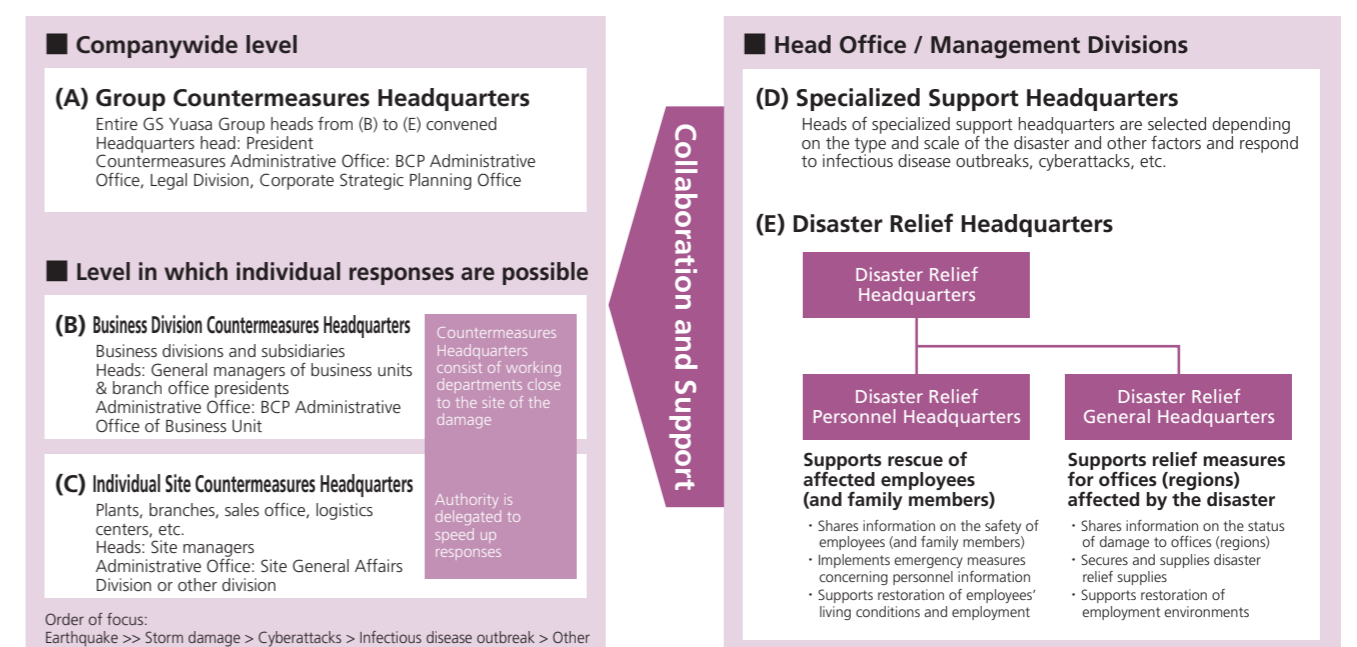 ■ Companywide level
(A) Group Countermeasures Headquarters
Entire GS Yuasa Group heads from (B) to (E) convened
Headquarters head: President
Countermeasures Administrative Office: BCP Administrative
Office, Legal Division, Corporate Strategic Planning Office
■ Level in which individual responses are possible
(B) Business Division Countermeasures Headquarters
Business divisions and subsidiaries
Heads: General managers of business units
& branch office presidents
Administrative Office: BCP Administrative
Office of Business Unit
(C) Individual Site Countermeasures Headquarters
Plants, branches, sales office, logistics
centers, etc.
Heads: Site managers
Administrative Office: Site General Affairs
Division or other division
Countermeasures
Headquarters
consist of working
departments close
to the site of the
damage
Authority is
delegated to
speed up
responses
Order of focus:
Earthquake >> Storm damage > Cyberattacks > Infectious disease outbreak > Other
Collaboration and Support
■ Head Office / Management Divisions
(D) Specialized Support Headquarters
Heads of specialized support headquarters are selected depending
on the type and scale of the disaster and other factors and respond
to infectious disease outbreaks, cyberattacks, etc.
(E) Disaster Relief Headquarters
Disaster Relief
Headquarters
Disaster Relief
Personnel Headquarters
Supports rescue of
affected employees
(and family members)
・Shares information on the safety of
employees (and family members)
・Implements emergency measures
concerning personnel information
・Supports restoration of employees’
living conditions and employment
Disaster Relief
General Headquarters
Supports relief measures
for offices (regions)
affected by the disaster
・Shares information on the status
of damage to offices (regions)
・Secures and supplies disaster
relief supplies
・Supports restoration of
employment environments